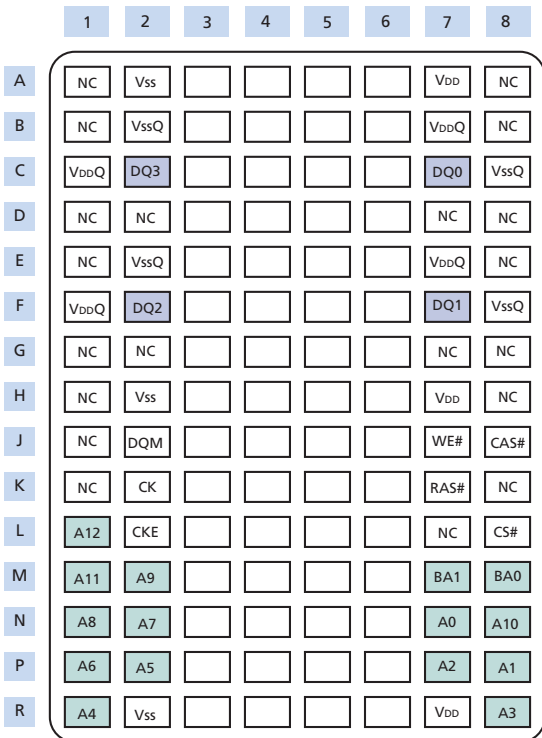 1 2 3 4 5 6 7 8
A NC Vss VDD NC
B NC VssQ VDDQ NC
C VDDQ DQ3 DQ0 VssQ
D NC NC NC NC
E NC VssQ VDDQ NC
F VDDQ DQ2 DQ1 VssQ
G NC NC NC NC
H NC Vss VDD NC
J NC DQM WE# CAS#
K NC CK RAS# NC
L A12 CKE NC CS#
M A11 A9 BA1 BA0
N A8 A7 A0 A10
P A6 A5 A2 A1
R A4 Vss VDD A3